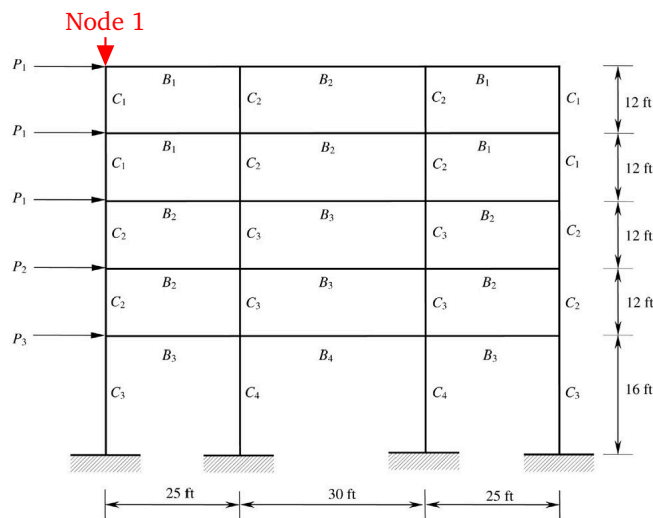 Node 1
P₁ B₁ B₂ B₁
C₁ C₂ C₂ C₁ 12 ft
P₁ B₁ B₂ B₁
C₁ C₂ C₂ C₁ 12 ft
P₁ B₂ B₃ B₂
C₂ C₃ C₃ C₂ 12 ft
P₂ B₂ B₃ B₂
C₂ C₃ C₃ C₂ 12 ft
P₃ B₃ B₄ B₃
C₃ C₄ C₄ C₃ 16 ft
25 ft 30 ft 25 ft